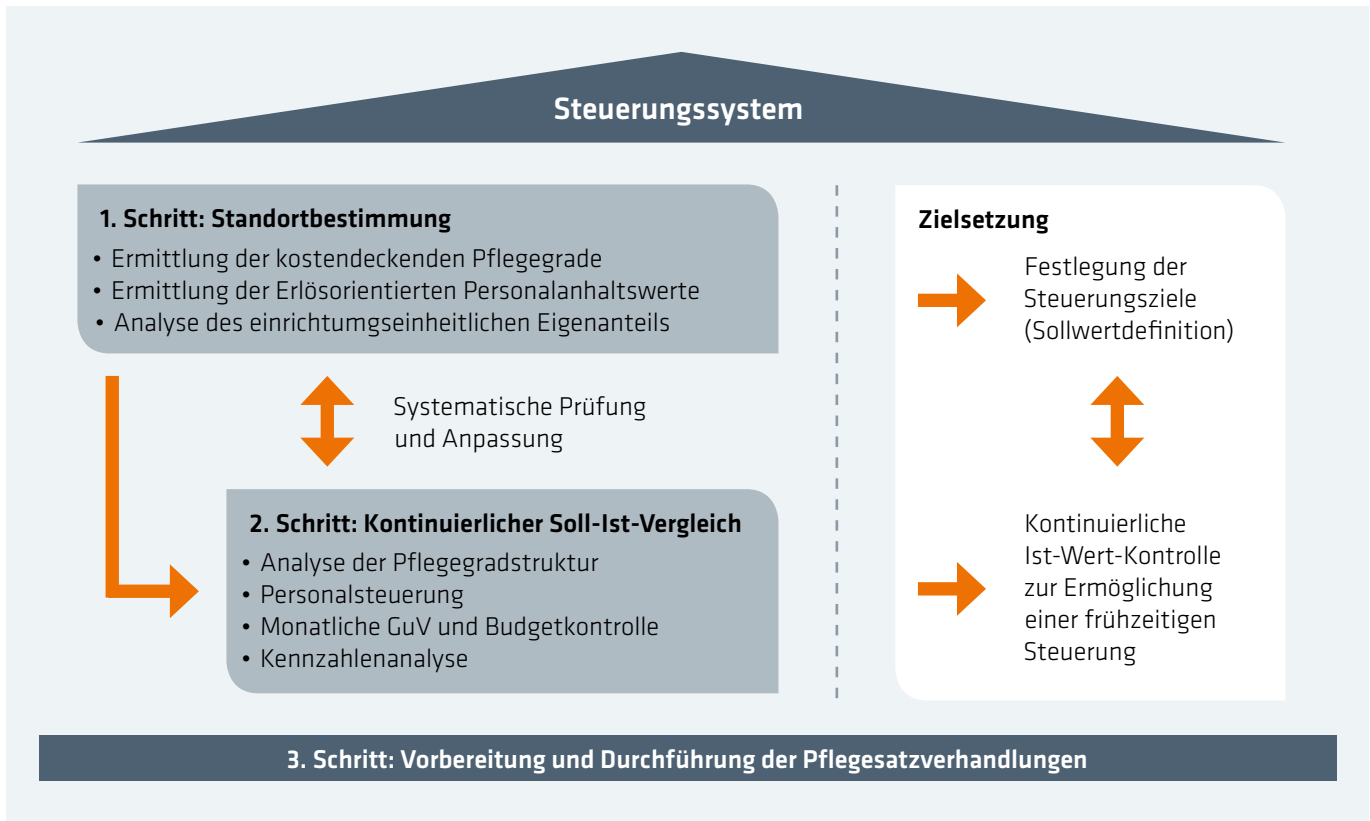 Steuerungssystem
1. Schritt: Standortbestimmung
• Ermittlung der kostendeckenden Pflegegrade
• Ermittlung der Erlösorientierten Personalanhaltswerte
• Analyse des einrichtumgseinheitlichen Eigenanteils
Systematische Prüfung
und Anpassung
2. Schritt: Kontinuierlicher Soll-Ist-Vergleich
• Analyse der Pflegegradstruktur
• Personalsteuerung
• Monatliche GuV und Budgetkontrolle
• Kennzahlenanalyse
Zielsetzung
Festlegung der
Steuerungsziele
(Sollwertdefinition)
Kontinuierliche
Ist-Wert-Kontrolle
zur Ermöglichung
einer frühzeitigen
Steuerung
3. Schritt: Vorbereitung und Durchführung der Pflegesatzverhandlungen